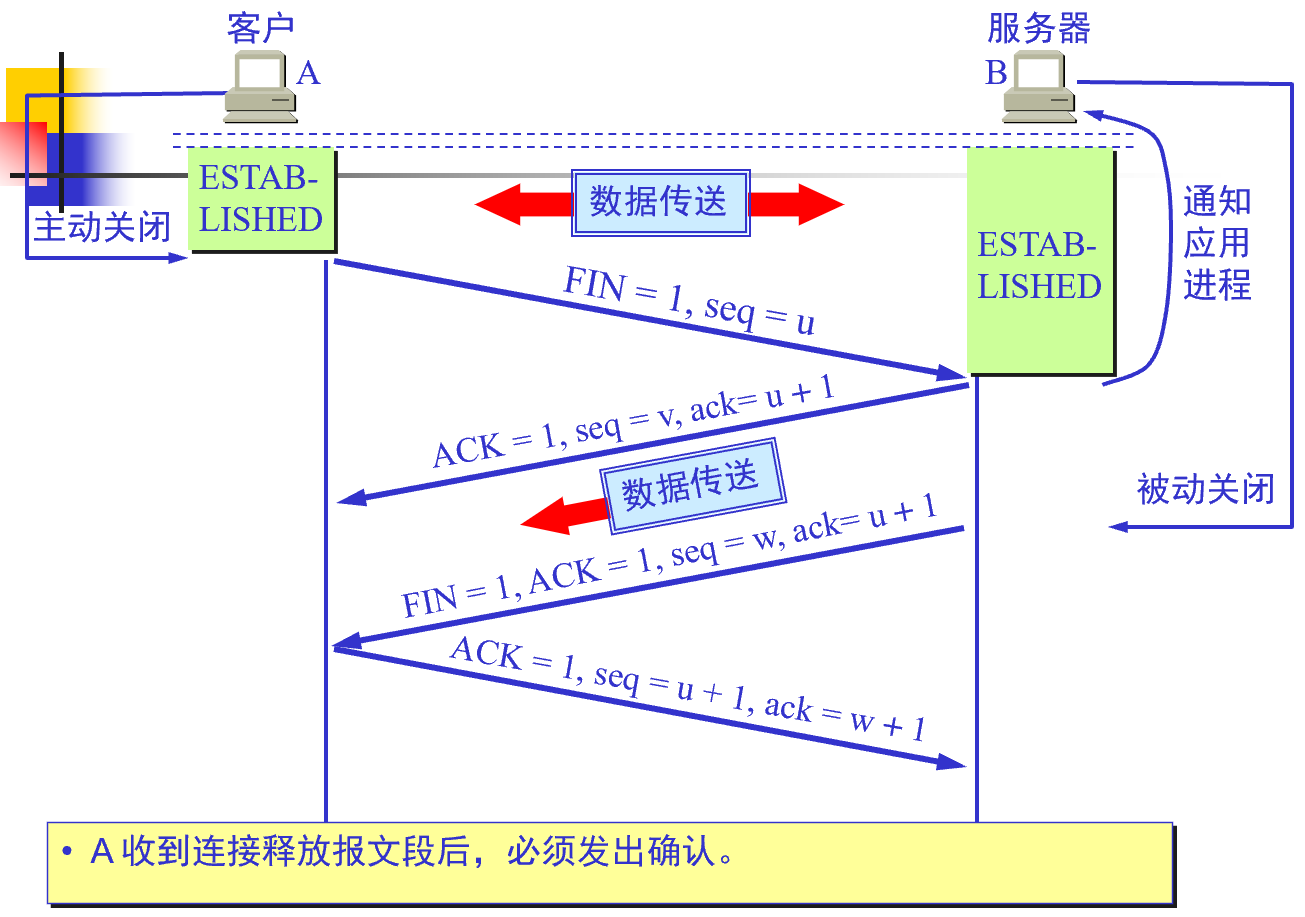 客户
服务器
A
B
ESTAB-
LISHED
数据传送
ESTAB-
LISHED
通知
应用
进程
主动关闭
FIN = 1, seq = u
ACK = 1, seq = v, ack= u + 1
数据传送
被动关闭
FIN = 1, ACK = 1, seq = w, ack= u + 1
ACK = 1, seq = u + 1, ack = w + 1
• A 收到连接释放报文段后，必须发出确认。